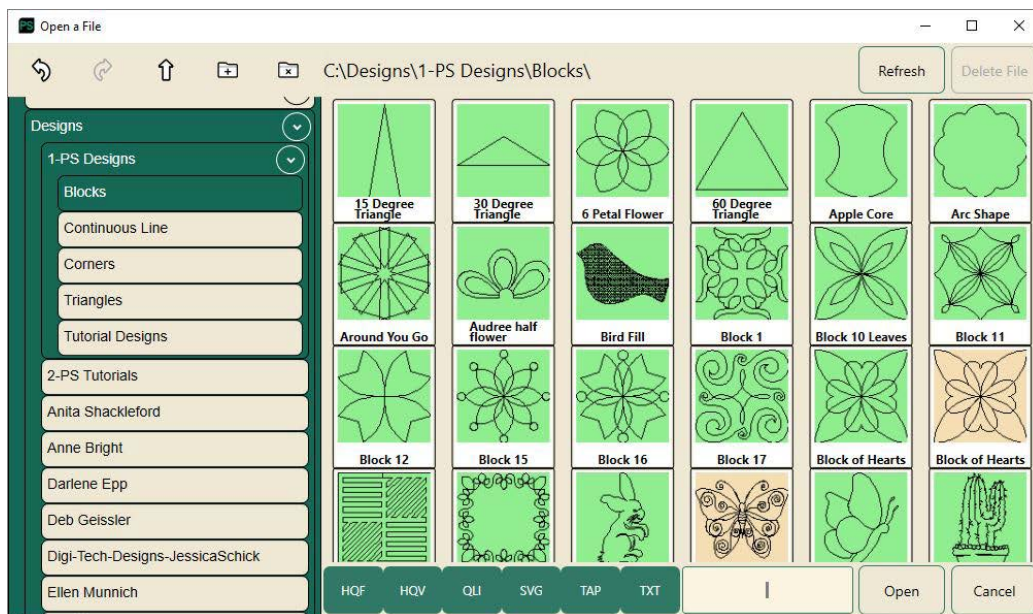 PS Open a File
C:\Designs\1-PS Designs\Blocks\
Refresh
Delete File
Designs
1-PS Designs
Blocks
Continuous Line
Corners
Triangles
Tutorial Designs
2-PS Tutorials
Anita Shackleford
Anne Bright
Darlene Epp
Deb Geissler
Digi-Tech-Designs-JessicaSchick
Ellen Munnich
15 Degree
Triangle
30 Degree
Triangle
6 Petal Flower
60 Degree
Triangle
Apple Core
Arc Shape
Around You Go
Audree half
flower
Bird Fill
Block 1
Block 10 Leaves
Block 11
Block 12
Block 15
Block 16
Block 17
Block of Hearts
Block of Hearts
HQF
HQV
QLI
SVG
TAP
TXT
Open
Cancel